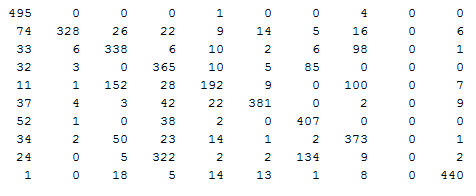 495 0 0 0 1 0 0 4 0 0
74 328 26 22 9 14 5 16 0 6
33 6 338 6 10 2 6 98 0 1
32 3 0 365 10 5 85 0 0 0
11 1 152 28 192 9 0 100 0 7
37 4 3 42 22 381 0 2 0 9
52 1 0 38 2 0 407 0 0 0
34 2 50 23 14 1 2 373 0 1
24 0 5 322 2 2 134 9 0 2
1 0 18 5 14 13 1 8 0 440